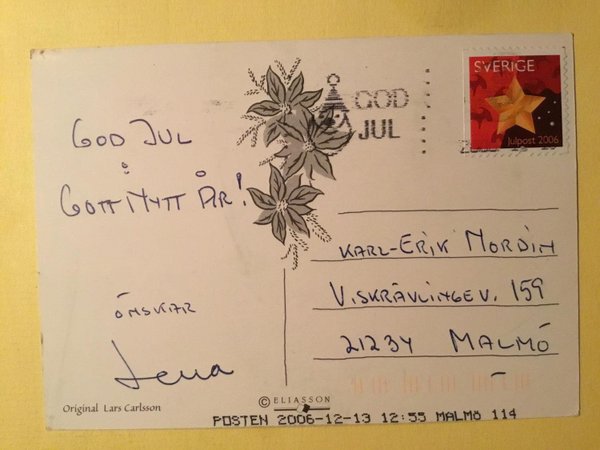 SVERIGE
Julpost 2006
GOD
JUL
GOD JUL
GOTT NYTT ÅR!
ÖNSKAR
Lena
KARL-ERIK NORDIN
V. SKRÄVLINGEV. 159
21234 MALMÖ
Original Lars Carlsson
© ELIASSON
POSTEN 2006-12-13 12:55 MALMÖ 114